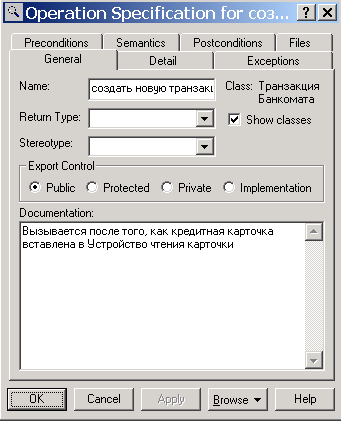 Operation Specification for соз...
Preconditions Semantics Postconditions Files
General Detail Exceptions
Name: создать новую транзакц Class: Транзакция
Банкомата
Return Type: Show classes
Stereotype:
Export Control
Public Protected Private Implementation
Documentation:
Вызывается после того, как кредитная карточка
вставлена в Устройство чтения карточки
OK Cancel Apply Browse Help